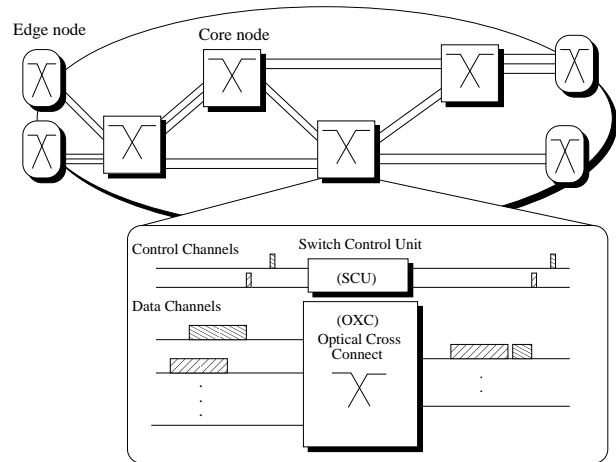 Edge node
Core node
Control Channels
Switch Control Unit
(SCU)
Data Channels
(OXC)
Optical Cross
Connect